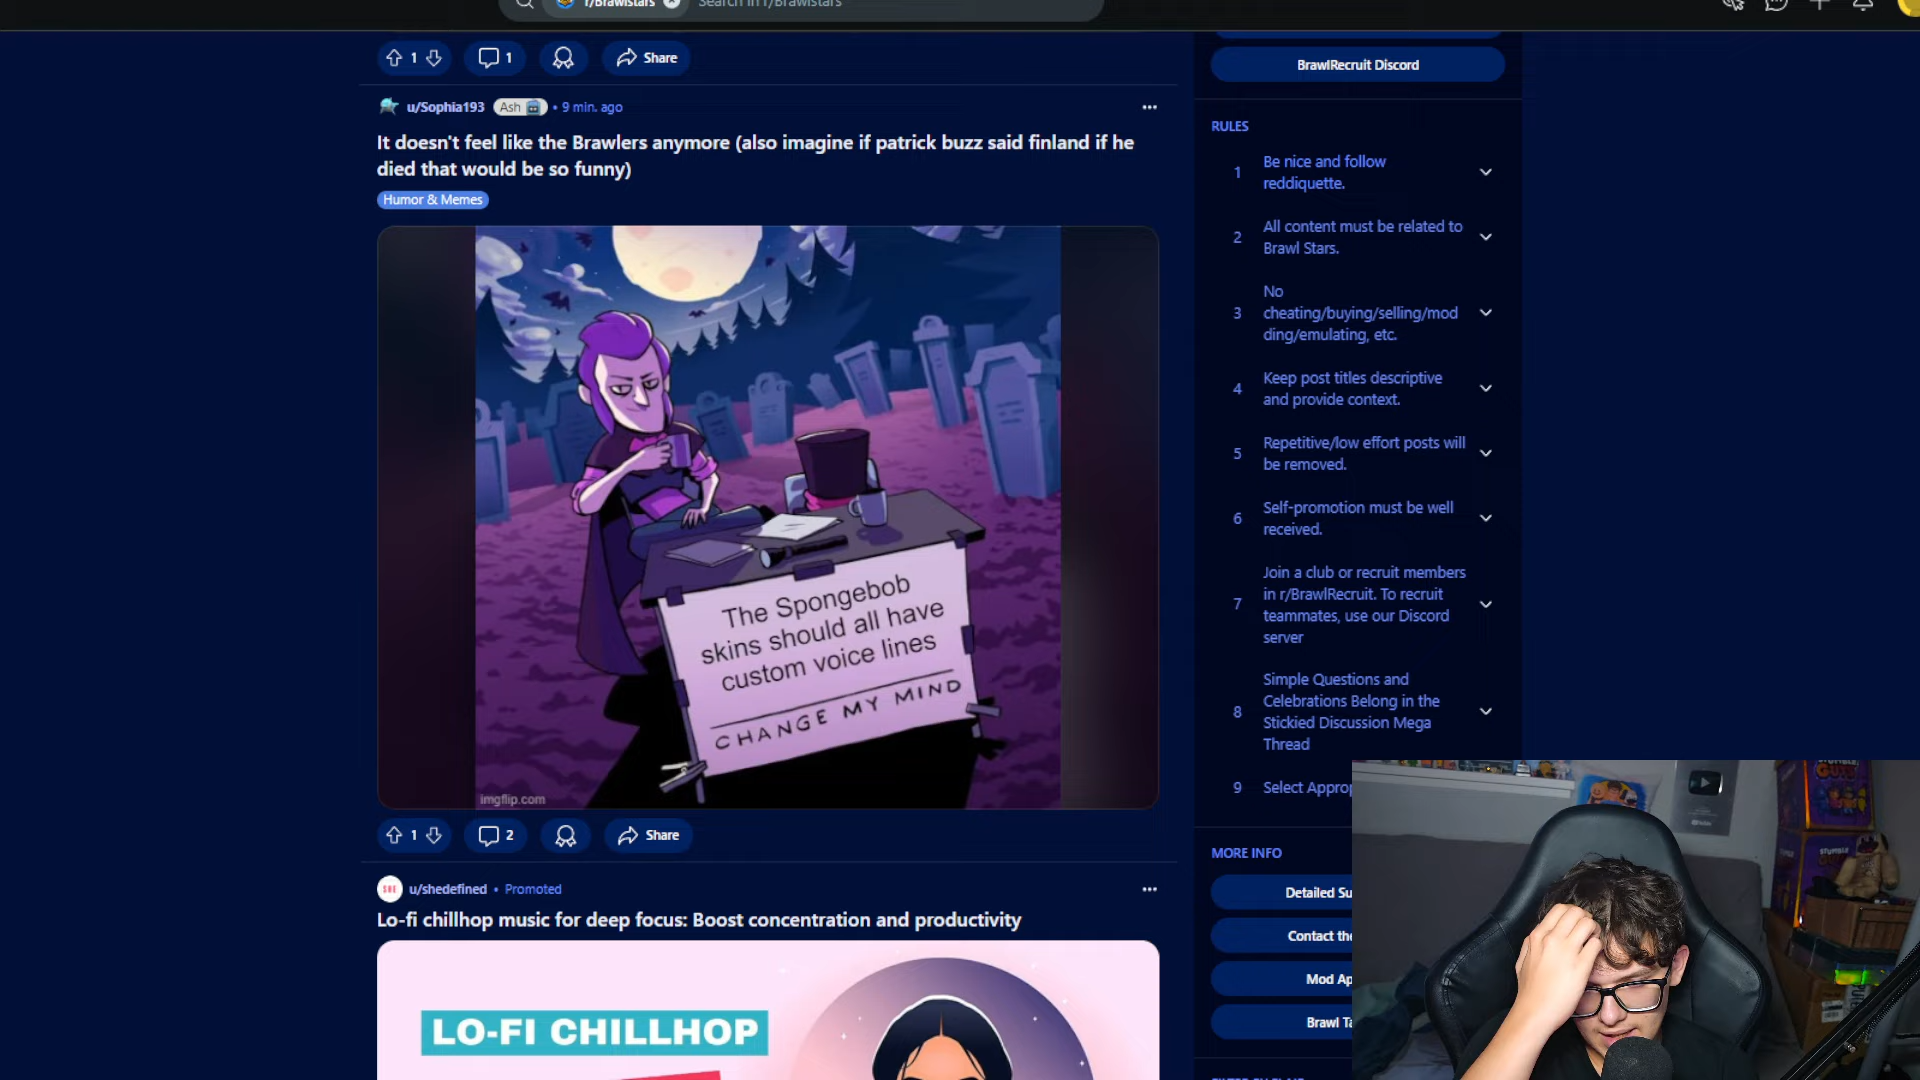 r/Brawlstars
Search in r/Brawlstars
1
1
Share
BrawlRecruit Discord
u/Sophia193 Ash • 9 min. ago
It doesn't feel like the Brawlers anymore (also imagine if patrick buzz said finland if he
died that would be so funny)
Humor & Memes
The Spongebob
skins should all have
custom voice lines
CHANGE MY MIND
imgflip.com
1
2
Share
u/shedefined • Promoted
Lo-fi chillhop music for deep focus: Boost concentration and productivity
LO-FI CHILLHOP
RULES
1
Be nice and follow
reddiquette.
2
All content must be related to
Brawl Stars.
3
No
cheating/buying/selling/mod
ding/emulating, etc.
4
Keep post titles descriptive
and provide context.
5
Repetitive/low effort posts will
be removed.
6
Self-promotion must be well
received.
7
Join a club or recruit members
in r/BrawlRecruit. To recruit
teammates, use our Discord
server
8
Simple Questions and
Celebrations Belong in the
Stickied Discussion Mega
Thread
9
Select Approp
MORE INFO
Detailed Su
Contact the
Mod Ap
Brawl Ta
STUMBLE
GUYS